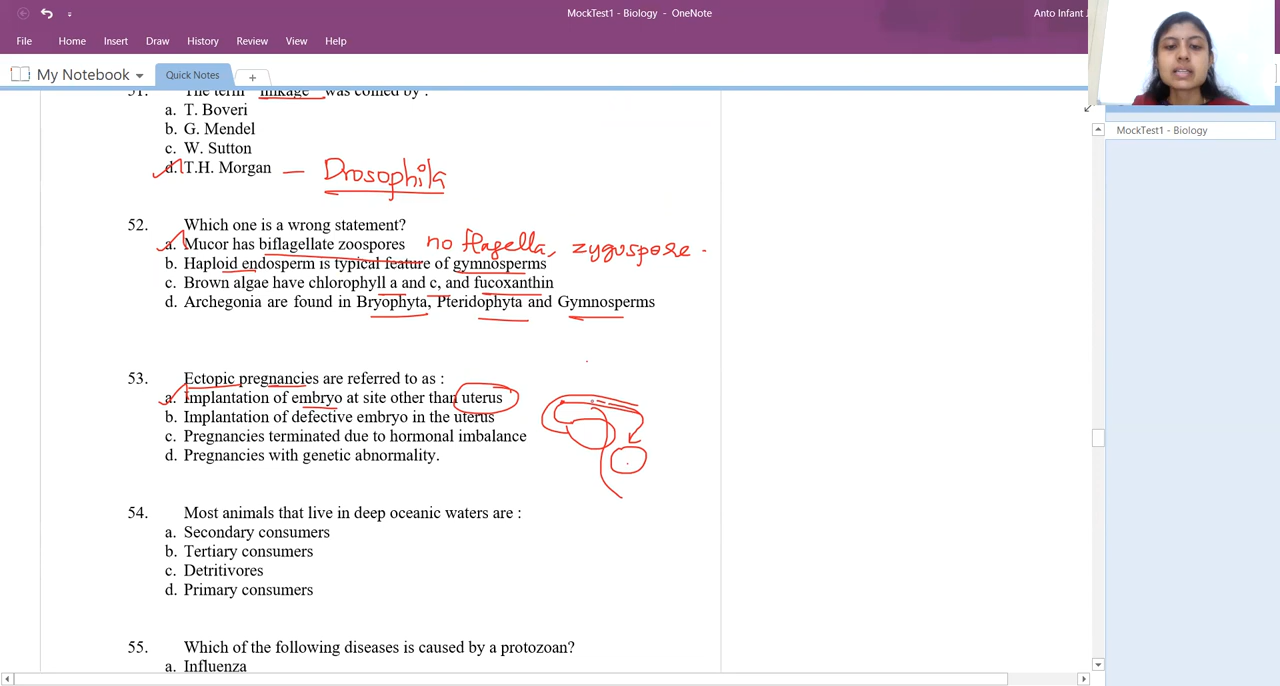 MockTest1 - Biology - OneNote
Anto Infant J
File Home Insert Draw History Review View Help
My Notebook Quick Notes +
MockTest1 - Biology
51. The term "linkage" was coined by :
a. T. Boveri
b. G. Mendel
c. W. Sutton
d. T.H. Morgan — Drosophila
52. Which one is a wrong statement?
a. Mucor has biflagellate zoospores no flagella, zygospore.
b. Haploid endosperm is typical feature of gymnosperms
c. Brown algae have chlorophyll a and c, and fucoxanthin
d. Archegonia are found in Bryophyta, Pteridophyta and Gymnosperms
53. Ectopic pregnancies are referred to as :
a. Implantation of embryo at site other than uterus
b. Implantation of defective embryo in the uterus
c. Pregnancies terminated due to hormonal imbalance
d. Pregnancies with genetic abnormality.
54. Most animals that live in deep oceanic waters are :
a. Secondary consumers
b. Tertiary consumers
c. Detritivores
d. Primary consumers
55. Which of the following diseases is caused by a protozoan?
a. Influenza